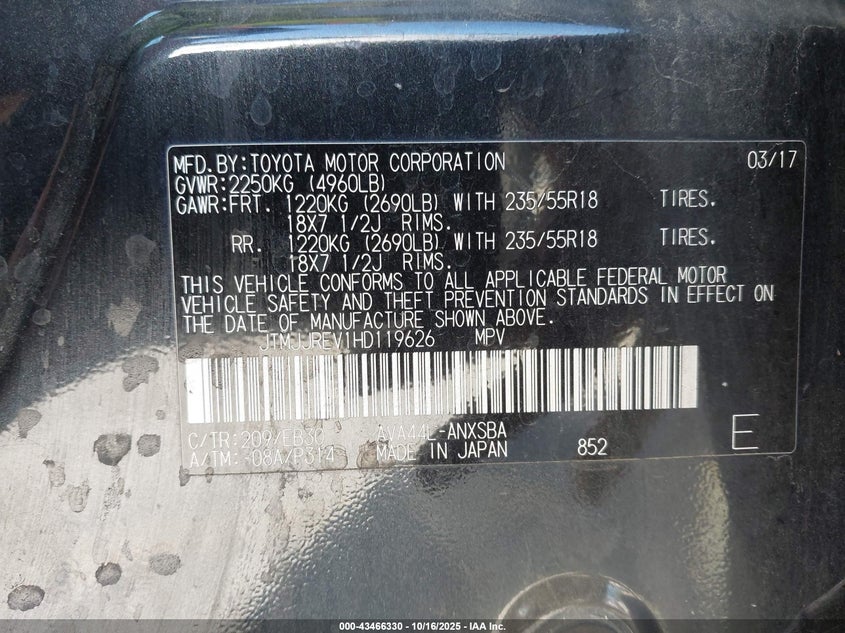 MFD.BY:TOYOTA MOTOR CORPORATION 03/17
GVWR:2250KG (4960LB)
GAWR:FRT. 1220KG (2690LB) WITH 235/55R18 TIRES.
18X7 1/2J RIMS.
RR. 1220KG (2690LB) WITH 235/55R18 TIRES.
18X7 1/2J RIMS.
THIS VEHICLE CONFORMS TO ALL APPLICABLE FEDERAL MOTOR
VEHICLE SAFETY AND THEFT PREVENTION STANDARDS IN EFFECT ON
THE DATE OF MANUFACTURE SHOWN ABOVE.
JTMJJREV1HD119626 MPV
C/TR:209/EB30 AVA44L-ANXSBA
A/TM:-08A/P314 MADE IN JAPAN 852 E
000-43466330 - 10/16/2025 - IAA Inc.